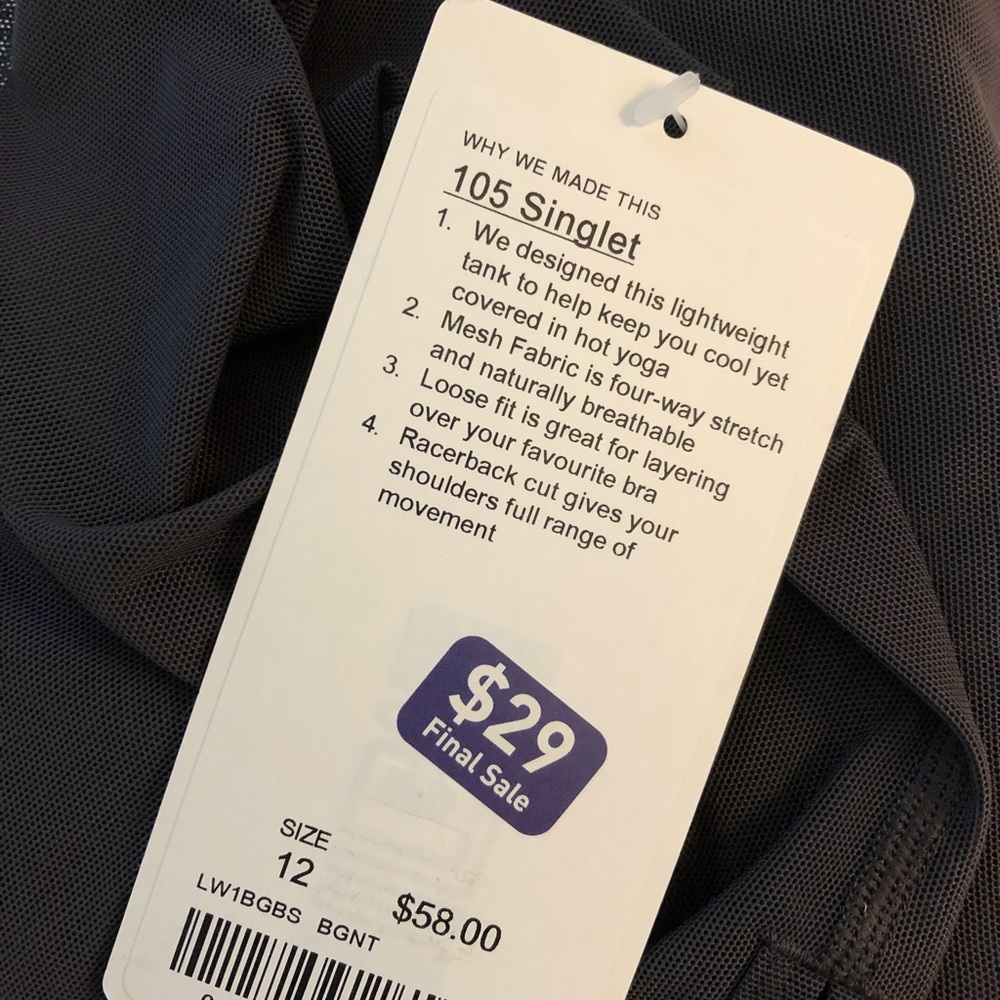 WHY WE MADE THIS
105 Singlet
1. We designed this lightweight
tank to help keep you cool yet
covered in hot yoga
2. Mesh Fabric is four-way stretch
and naturally breathable
3. Loose fit is great for layering
over your favourite bra
4. Racerback cut gives your
shoulders full range of
movement
$29
Final Sale
SIZE
12
$58.00
LW1BGBS BGNT